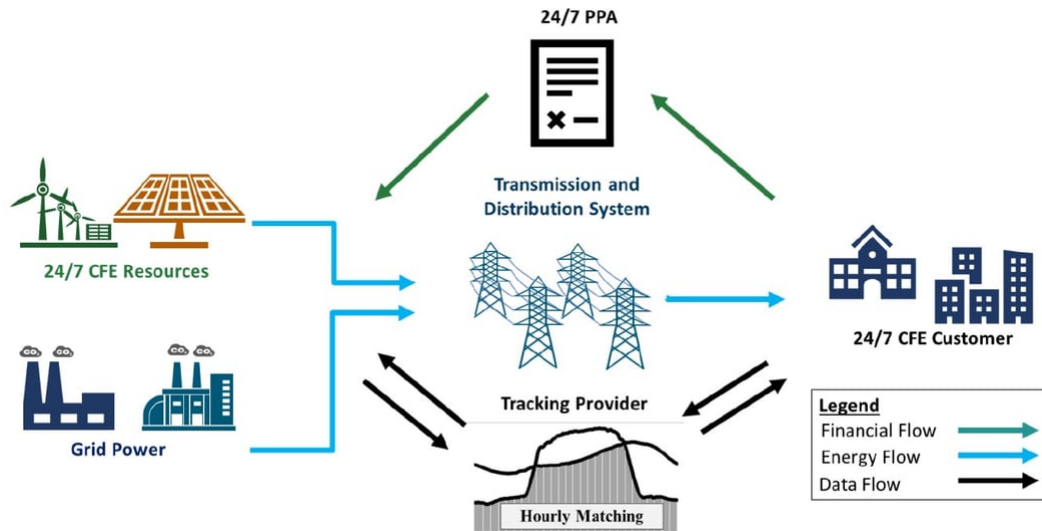 24/7 PPA
Transmission and
Distribution System
24/7 CFE Resources
24/7 CFE Customer
Grid Power
Tracking Provider
Hourly Matching
Legend
Financial Flow
Energy Flow
Data Flow